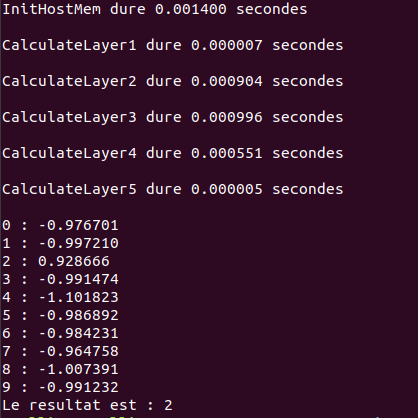 InitHostMem dure 0.001400 secondes
CalculateLayer1 dure 0.000007 secondes
CalculateLayer2 dure 0.000904 secondes
CalculateLayer3 dure 0.000996 secondes
CalculateLayer4 dure 0.000551 secondes
CalculateLayer5 dure 0.000005 secondes
0 : -0.976701
1 : -0.997210
2 : 0.928666
3 : -0.991474
4 : -1.101823
5 : -0.986892
6 : -0.984231
7 : -0.964758
8 : -1.007391
9 : -0.991232
Le resultat est : 2